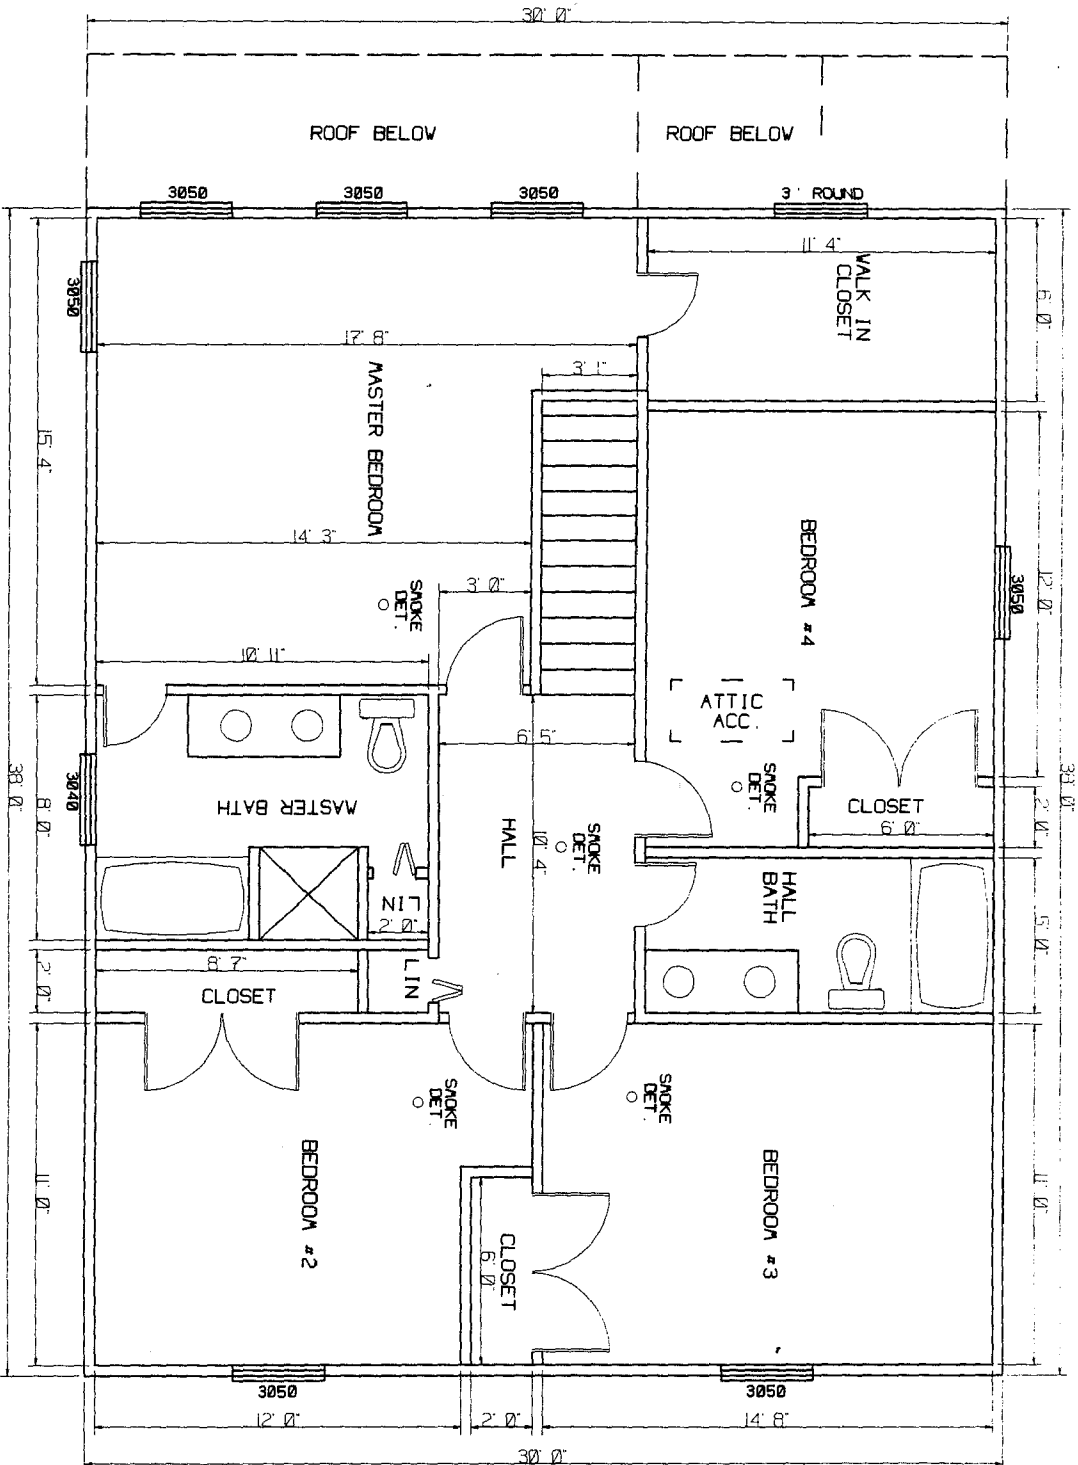 30' 0"
ROOF BELOW
ROOF BELOW
3050
3050
3050
3' ROUND
11' 4"
WALK IN
CLOSET
6' 0"
3050
17' 8"
3' 1"
MASTER BEDROOM
15' 4"
14' 3"
BEDROOM #4
12' 0"
3050
3' 0"
SMOKE
DET.
10' 11"
ATTIC
ACC.
6' 5"
38' 0"
3040
8' 0"
MASTER BATH
HALL
10' 4"
SMOKE
DET.
SMOKE
DET.
CLOSET
6' 0"
2' 0"
38' 0"
LIN
2' 0"
HALL
BATH
5' 0"
8' 7"
CLOSET
2' 0"
LIN
SMOKE
DET.
SMOKE
DET.
BEDROOM #2
11' 0"
CLOSET
6' 0"
BEDROOM #3
11' 0"
3050
3050
12' 0"
2' 0"
14' 8"
30' 0"